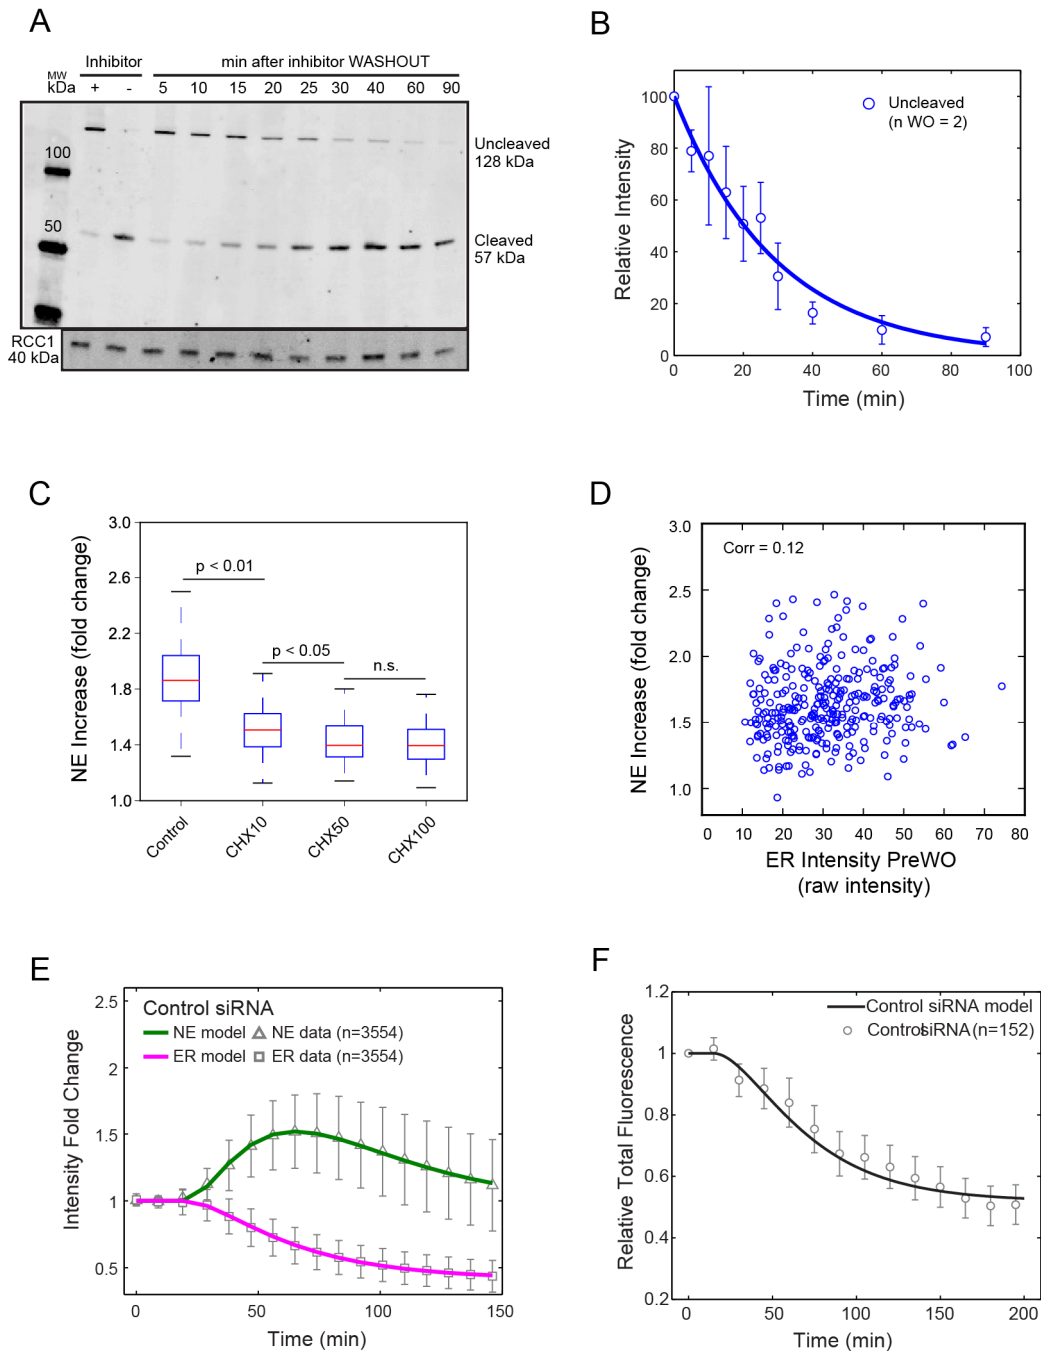 A
Inhibitor
min after inhibitor WASHOUT
MW
kDa
+ - 5 10 15 20 25 30 40 60 90
100
50
Uncleaved
128 kDa
Cleaved
57 kDa
RCC1
40 kDa
B
Relative Intensity
100
80
60
40
20
0
Uncleaved
(n WO = 2)
0 20 40 60 80 100
Time (min)
C
NE Increase (fold change)
3.0
2.6
2.2
1.8
1.4
1.0
p < 0.01
p < 0.05
n.s.
Control CHX10 CHX50 CHX100
D
NE Increase (fold change)
3.0
2.5
2.0
1.5
1.0
Corr = 0.12
0 10 20 30 40 50 60 70 80
ER Intensity PreWO
(raw intensity)
E
Intensity Fold Change
2.5
2
1.5
1
0.5
Control siRNA
NE model NE data (n=3554)
ER model ER data (n=3554)
0 50 100 150
Time (min)
F
Relative Total Fluorescence
1.2
1
0.8
0.6
0.4
0.2
Control siRNA model
Control siRNA (n=152)
0 50 100 150 200
Time (min)